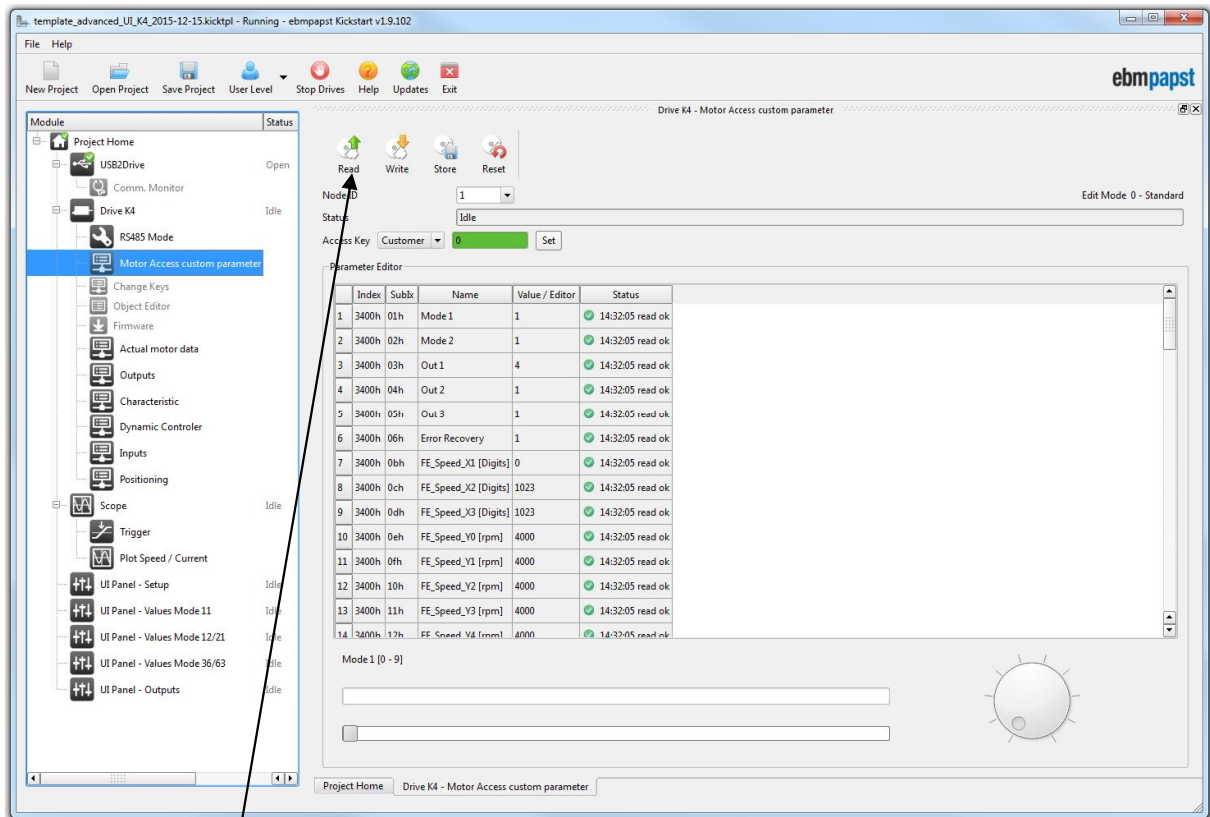 template_advanced_UI_K4_2015-12-15.kicktpl - Running - ebmpapst Kickstart v1.9.102
File Help
New Project Open Project Save Project User Level Stop Drives Help Updates Exit
ebmpapst
Drive K4 - Motor Access custom parameter
Module Status
Project Home
USB2Drive Open
Comm. Monitor
Drive K4 Idle
RS485 Mode
Motor Access custom parameter
Change Keys
Object Editor
Firmware
Actual motor data
Outputs
Characteristic
Dynamic Controler
Inputs
Positioning
Scope Idle
Trigger
Plot Speed / Current
UI Panel - Setup Idle
UI Panel - Values Mode 11 Idle
UI Panel - Values Mode 12/21 Idle
UI Panel - Values Mode 36/63 Idle
UI Panel - Outputs Idle
Read Write Store Reset
Node ID 1 Edit Mode 0 - Standard
Status Idle
Access Key Customer 0 Set
Parameter Editor
Index SubIx Name Value / Editor Status
1 3400h 01h Mode 1 1 14:32:05 read ok
2 3400h 02h Mode 2 1 14:32:05 read ok
3 3400h 03h Out 1 4 14:32:05 read ok
4 3400h 04h Out 2 1 14:32:05 read ok
5 3400h 05h Out 3 1 14:32:05 read ok
6 3400h 06h Error Recovery 1 14:32:05 read ok
7 3400h 0bh FE_Speed_X1 [Digits] 0 14:32:05 read ok
8 3400h 0ch FE_Speed_X2 [Digits] 1023 14:32:05 read ok
9 3400h 0dh FE_Speed_X3 [Digits] 1023 14:32:05 read ok
10 3400h 0eh FE_Speed_Y0 [rpm] 4000 14:32:05 read ok
11 3400h 0fh FE_Speed_Y1 [rpm] 4000 14:32:05 read ok
12 3400h 10h FE_Speed_Y2 [rpm] 4000 14:32:05 read ok
13 3400h 11h FE_Speed_Y3 [rpm] 4000 14:32:05 read ok
14 3400h 12h FE_Speed_Y4 [rpm] 4000 14:32:05 read ok
Mode 1 [0 - 9]
Project Home Drive K4 - Motor Access custom parameter